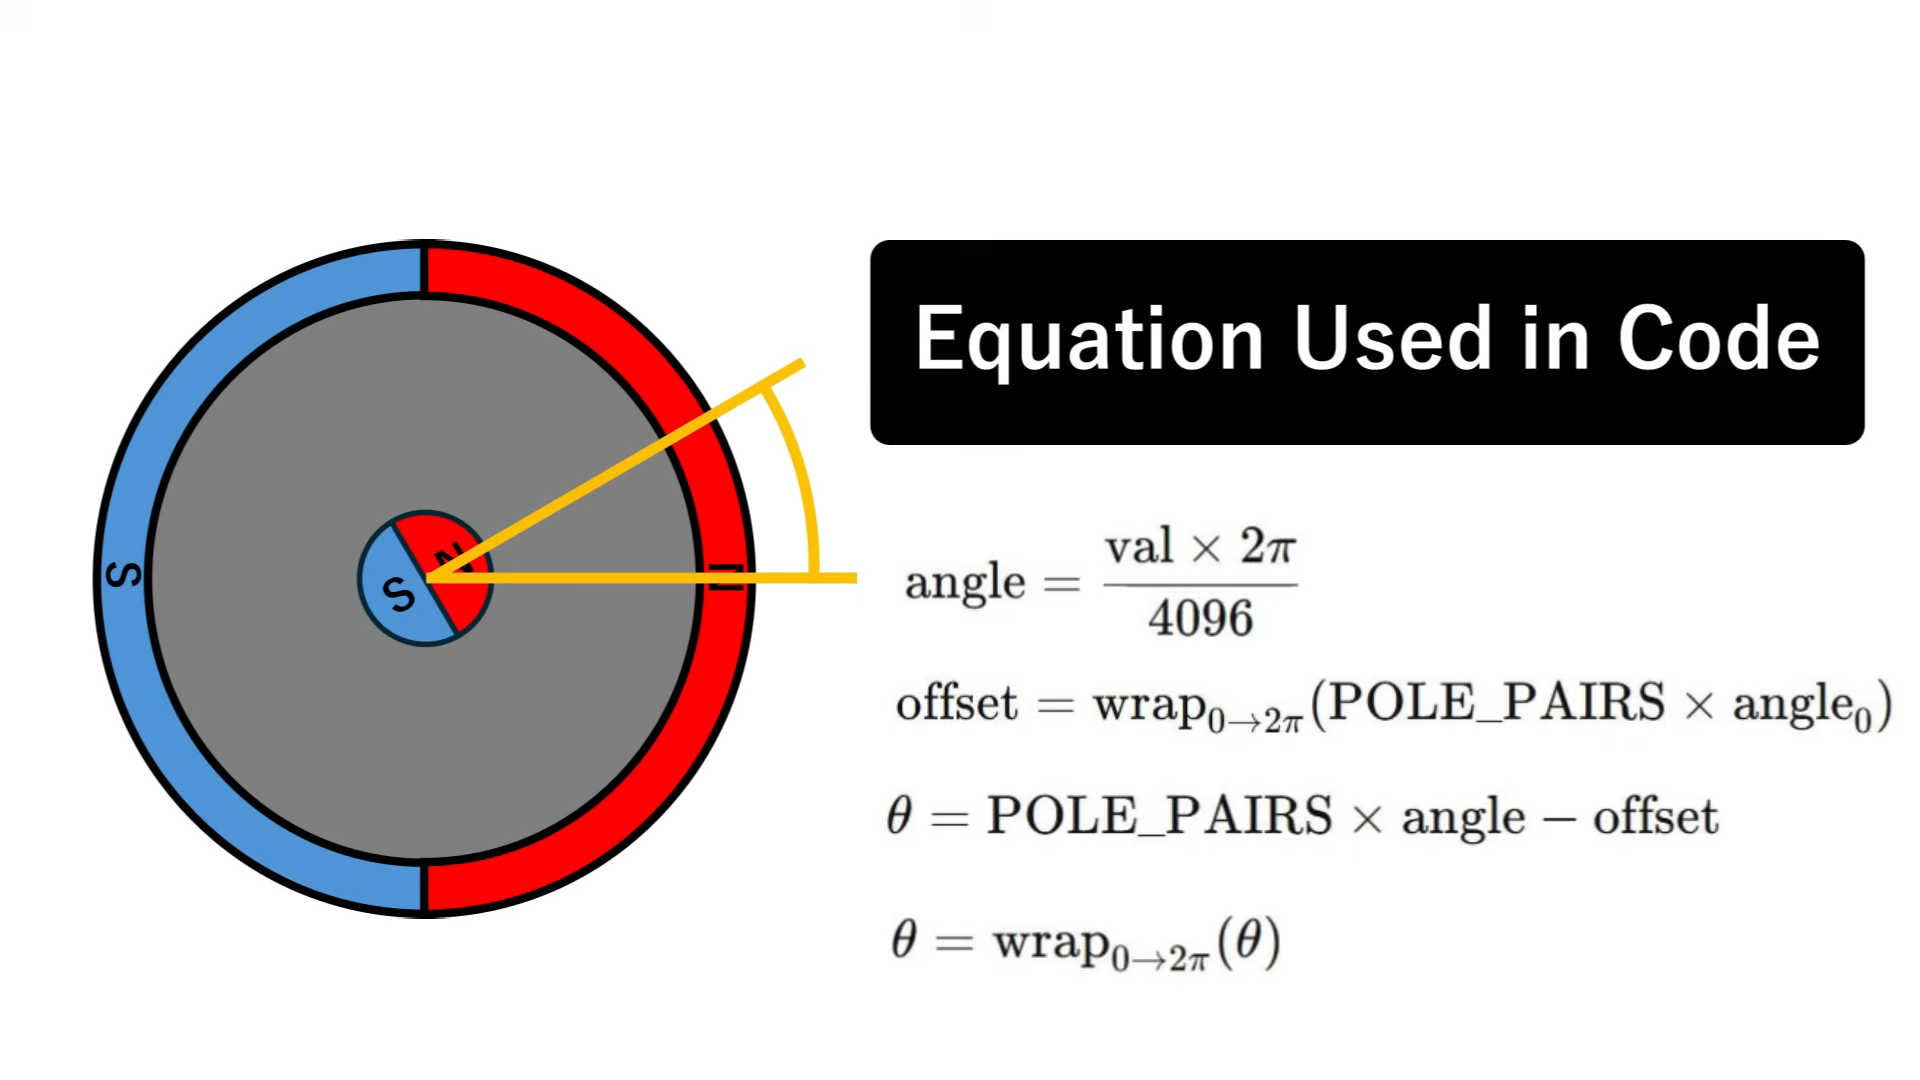 Equation Used in Code
S
N
S
N
angle = val × 2π / 4096
offset = wrap₀→₂π(POLE_PAIRS × angle₀)
θ = POLE_PAIRS × angle − offset
θ = wrap₀→₂π(θ)